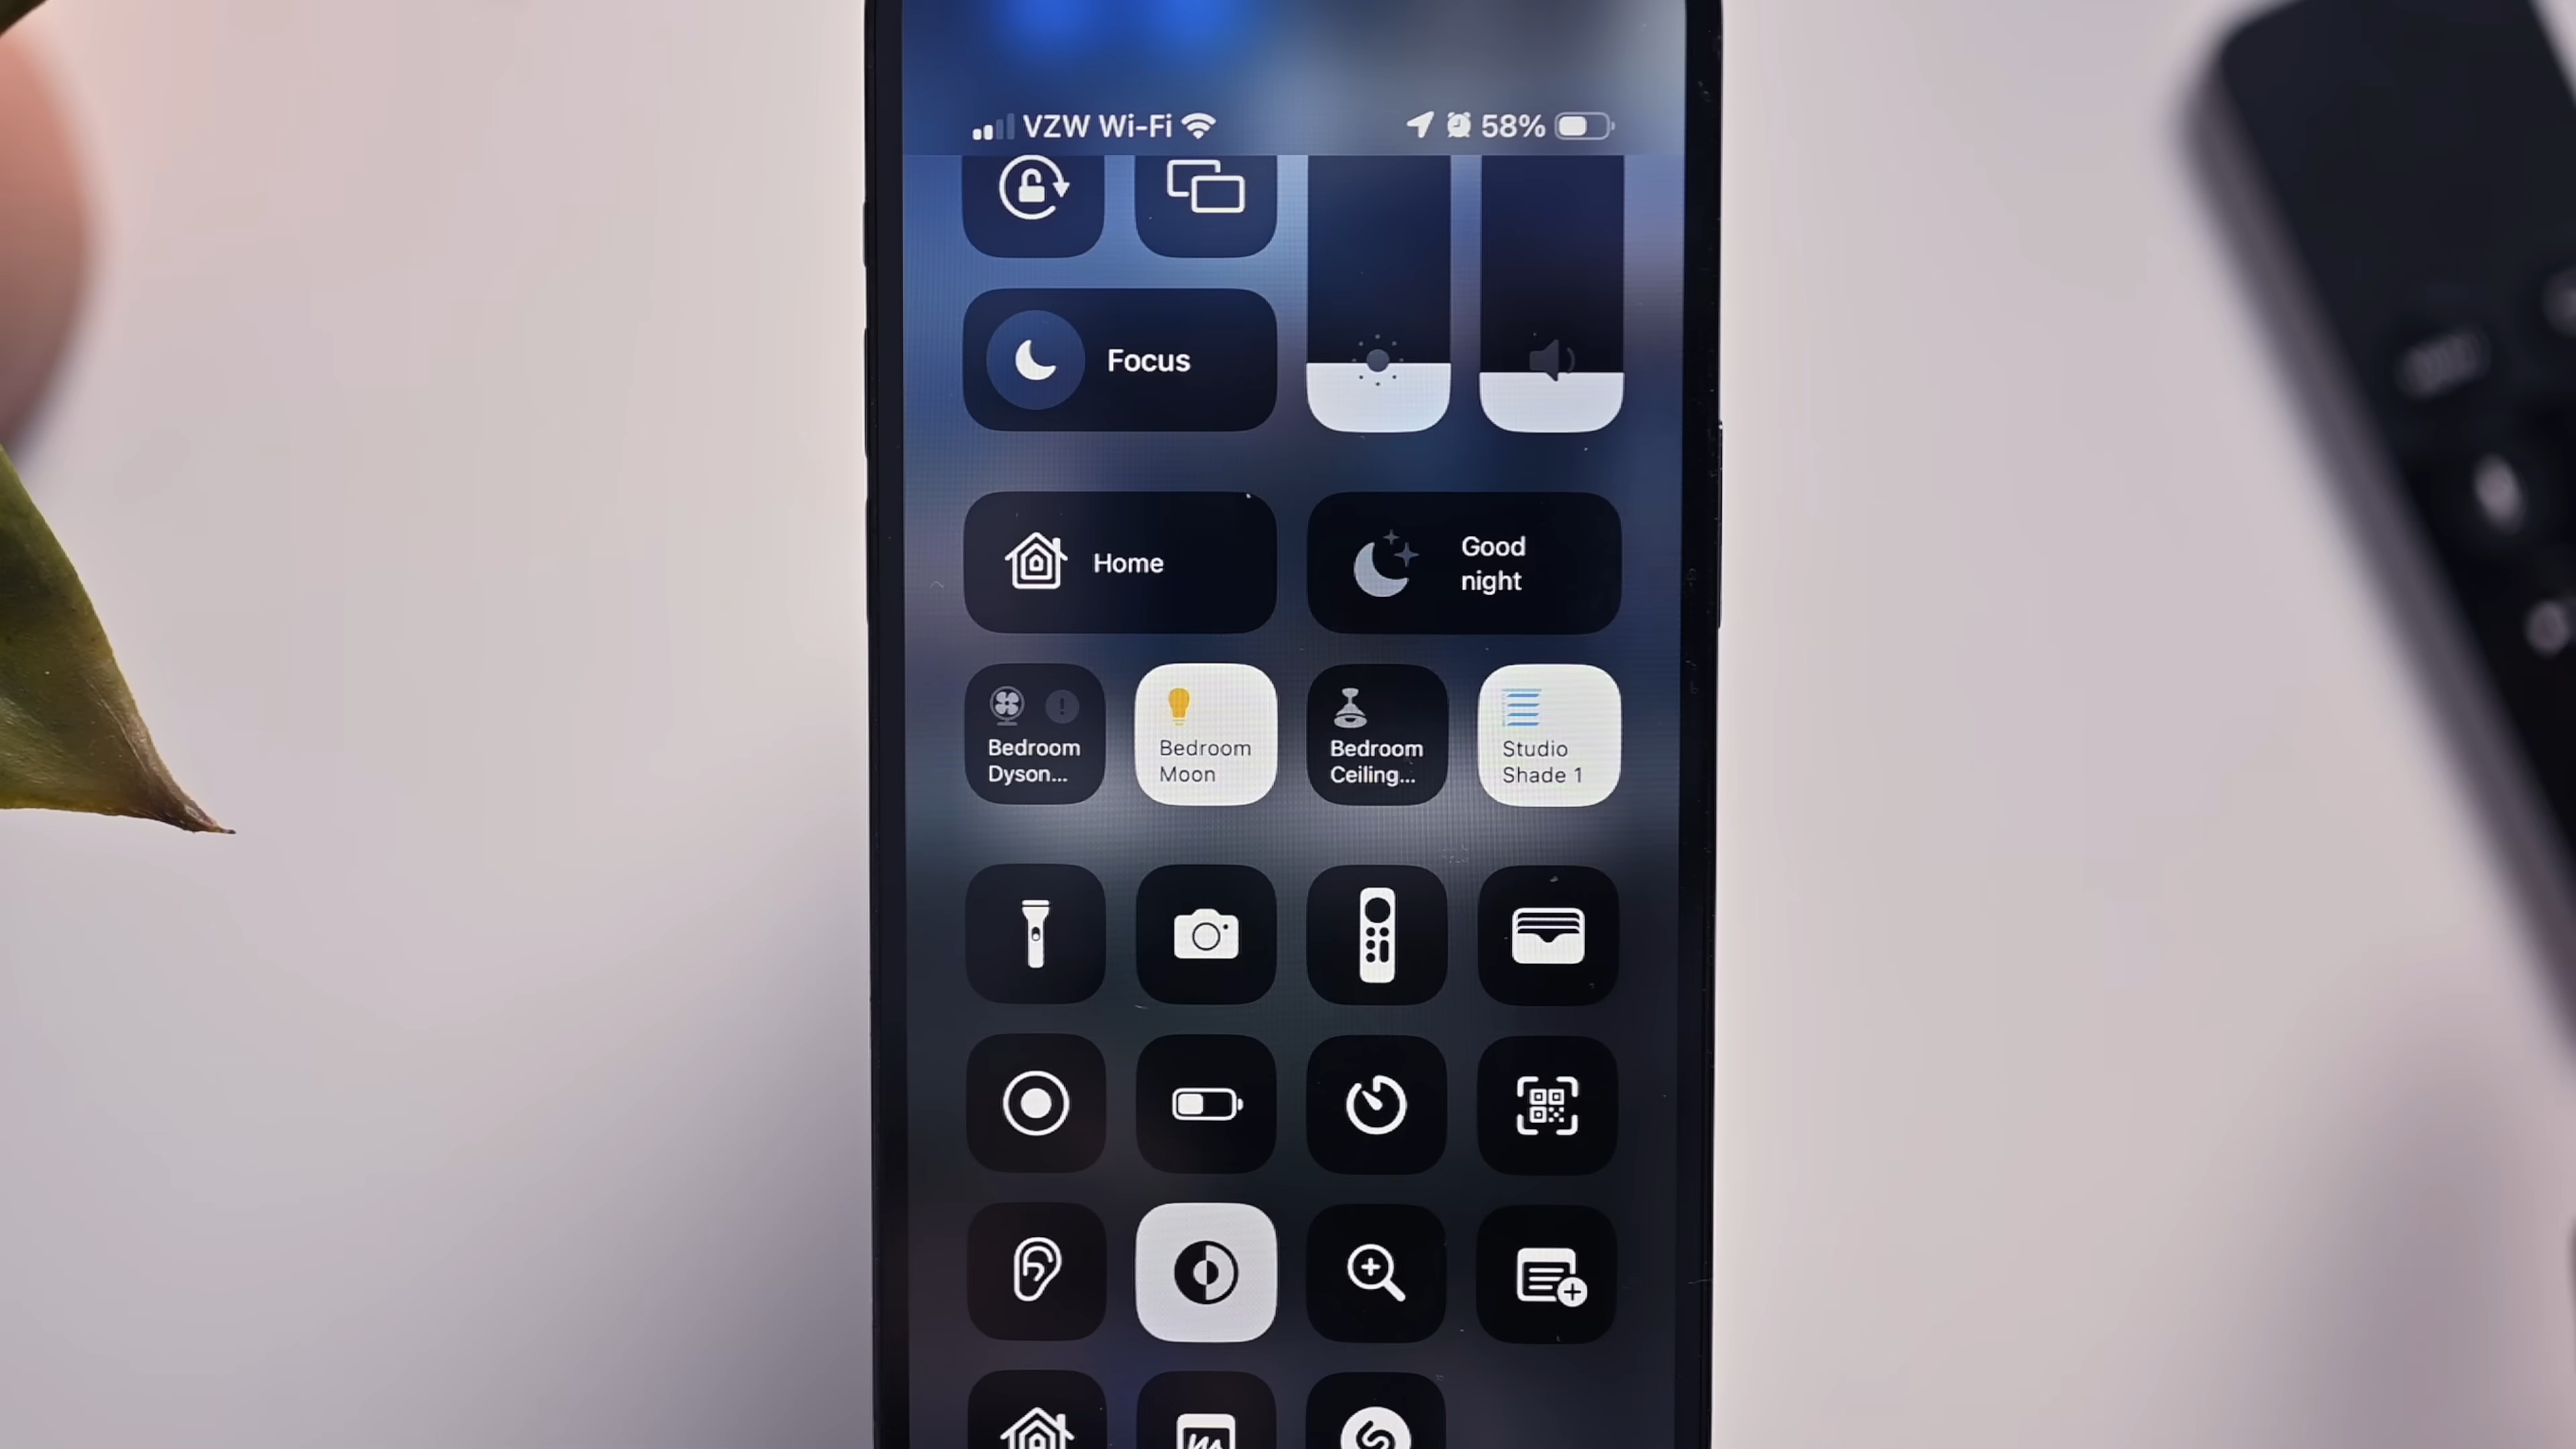 VZW Wi-Fi 58%
Focus
Home
Good
night
Bedroom
Dyson...
Bedroom
Moon
Bedroom
Ceiling...
Studio
Shade 1